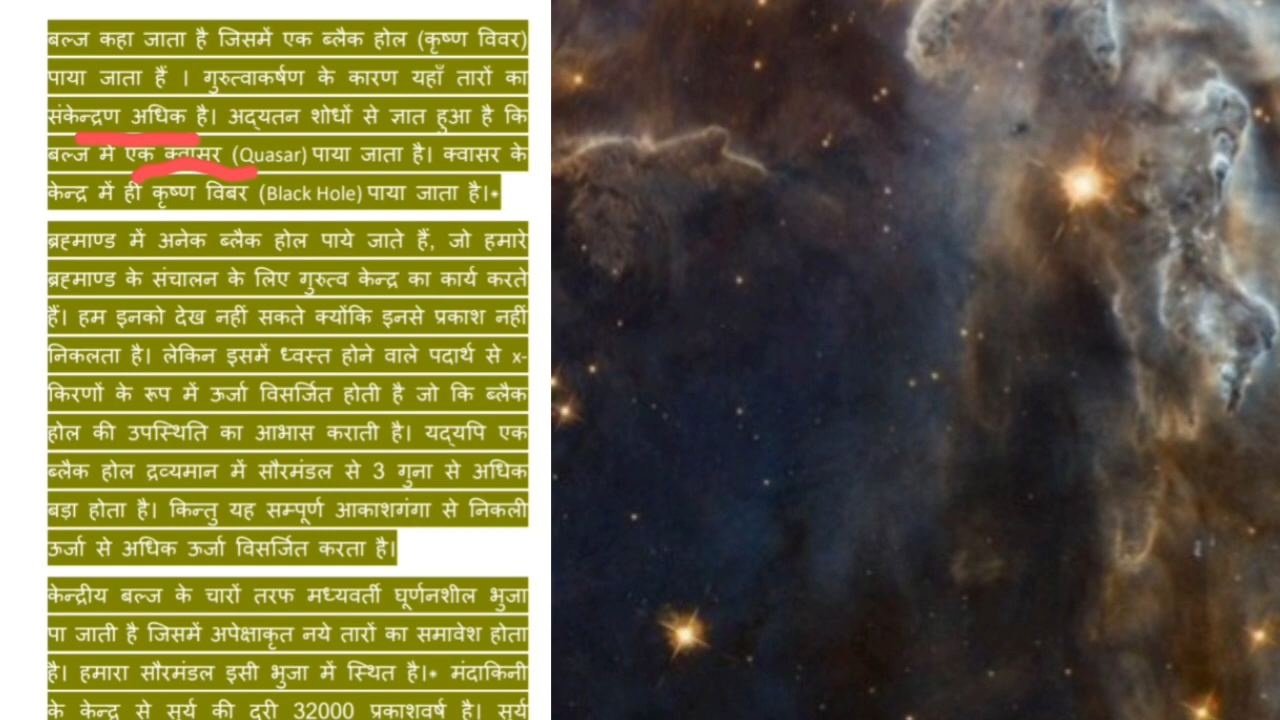 बल्ज कहा जाता है जिसमें एक ब्लैक होल (कृष्ण विवर)
पाया जाता हैं । गुरुत्वाकर्षण के कारण यहाँ तारों का
संकेन्द्रण अधिक है। अद्यतन शोधों से ज्ञात हुआ है कि
बल्ज में एक क्वासर (Quasar) पाया जाता है। क्वासर के
केन्द्र में ही कृष्ण विबर (Black Hole) पाया जाता है।*
ब्रह्माण्ड में अनेक ब्लैक होल पाये जाते हैं, जो हमारे
ब्रह्माण्ड के संचालन के लिए गुरुत्व केन्द्र का कार्य करते
हैं। हम इनको देख नहीं सकते क्योंकि इनसे प्रकाश नहीं
निकलता है। लेकिन इसमें ध्वस्त होने वाले पदार्थ से x-
किरणों के रूप में ऊर्जा विसर्जित होती है जो कि ब्लैक
होल की उपस्थिति का आभास कराती है। यद्यपि एक
ब्लैक होल द्रव्यमान में सौरमंडल से 3 गुना से अधिक
बड़ा होता है। किन्तु यह सम्पूर्ण आकाशगंगा से निकली
ऊर्जा से अधिक ऊर्जा विसर्जित करता है।
केन्द्रीय बल्ज के चारों तरफ मध्यवर्ती घूर्णनशील भुजा
पा जाती है जिसमें अपेक्षाकृत नये तारों का समावेश होता
है। हमारा सौरमंडल इसी भुजा में स्थित है।* मंदाकिनी
के केन्द्र से सूर्य की दूरी 32000 प्रकाशवर्ष है। सूर्य